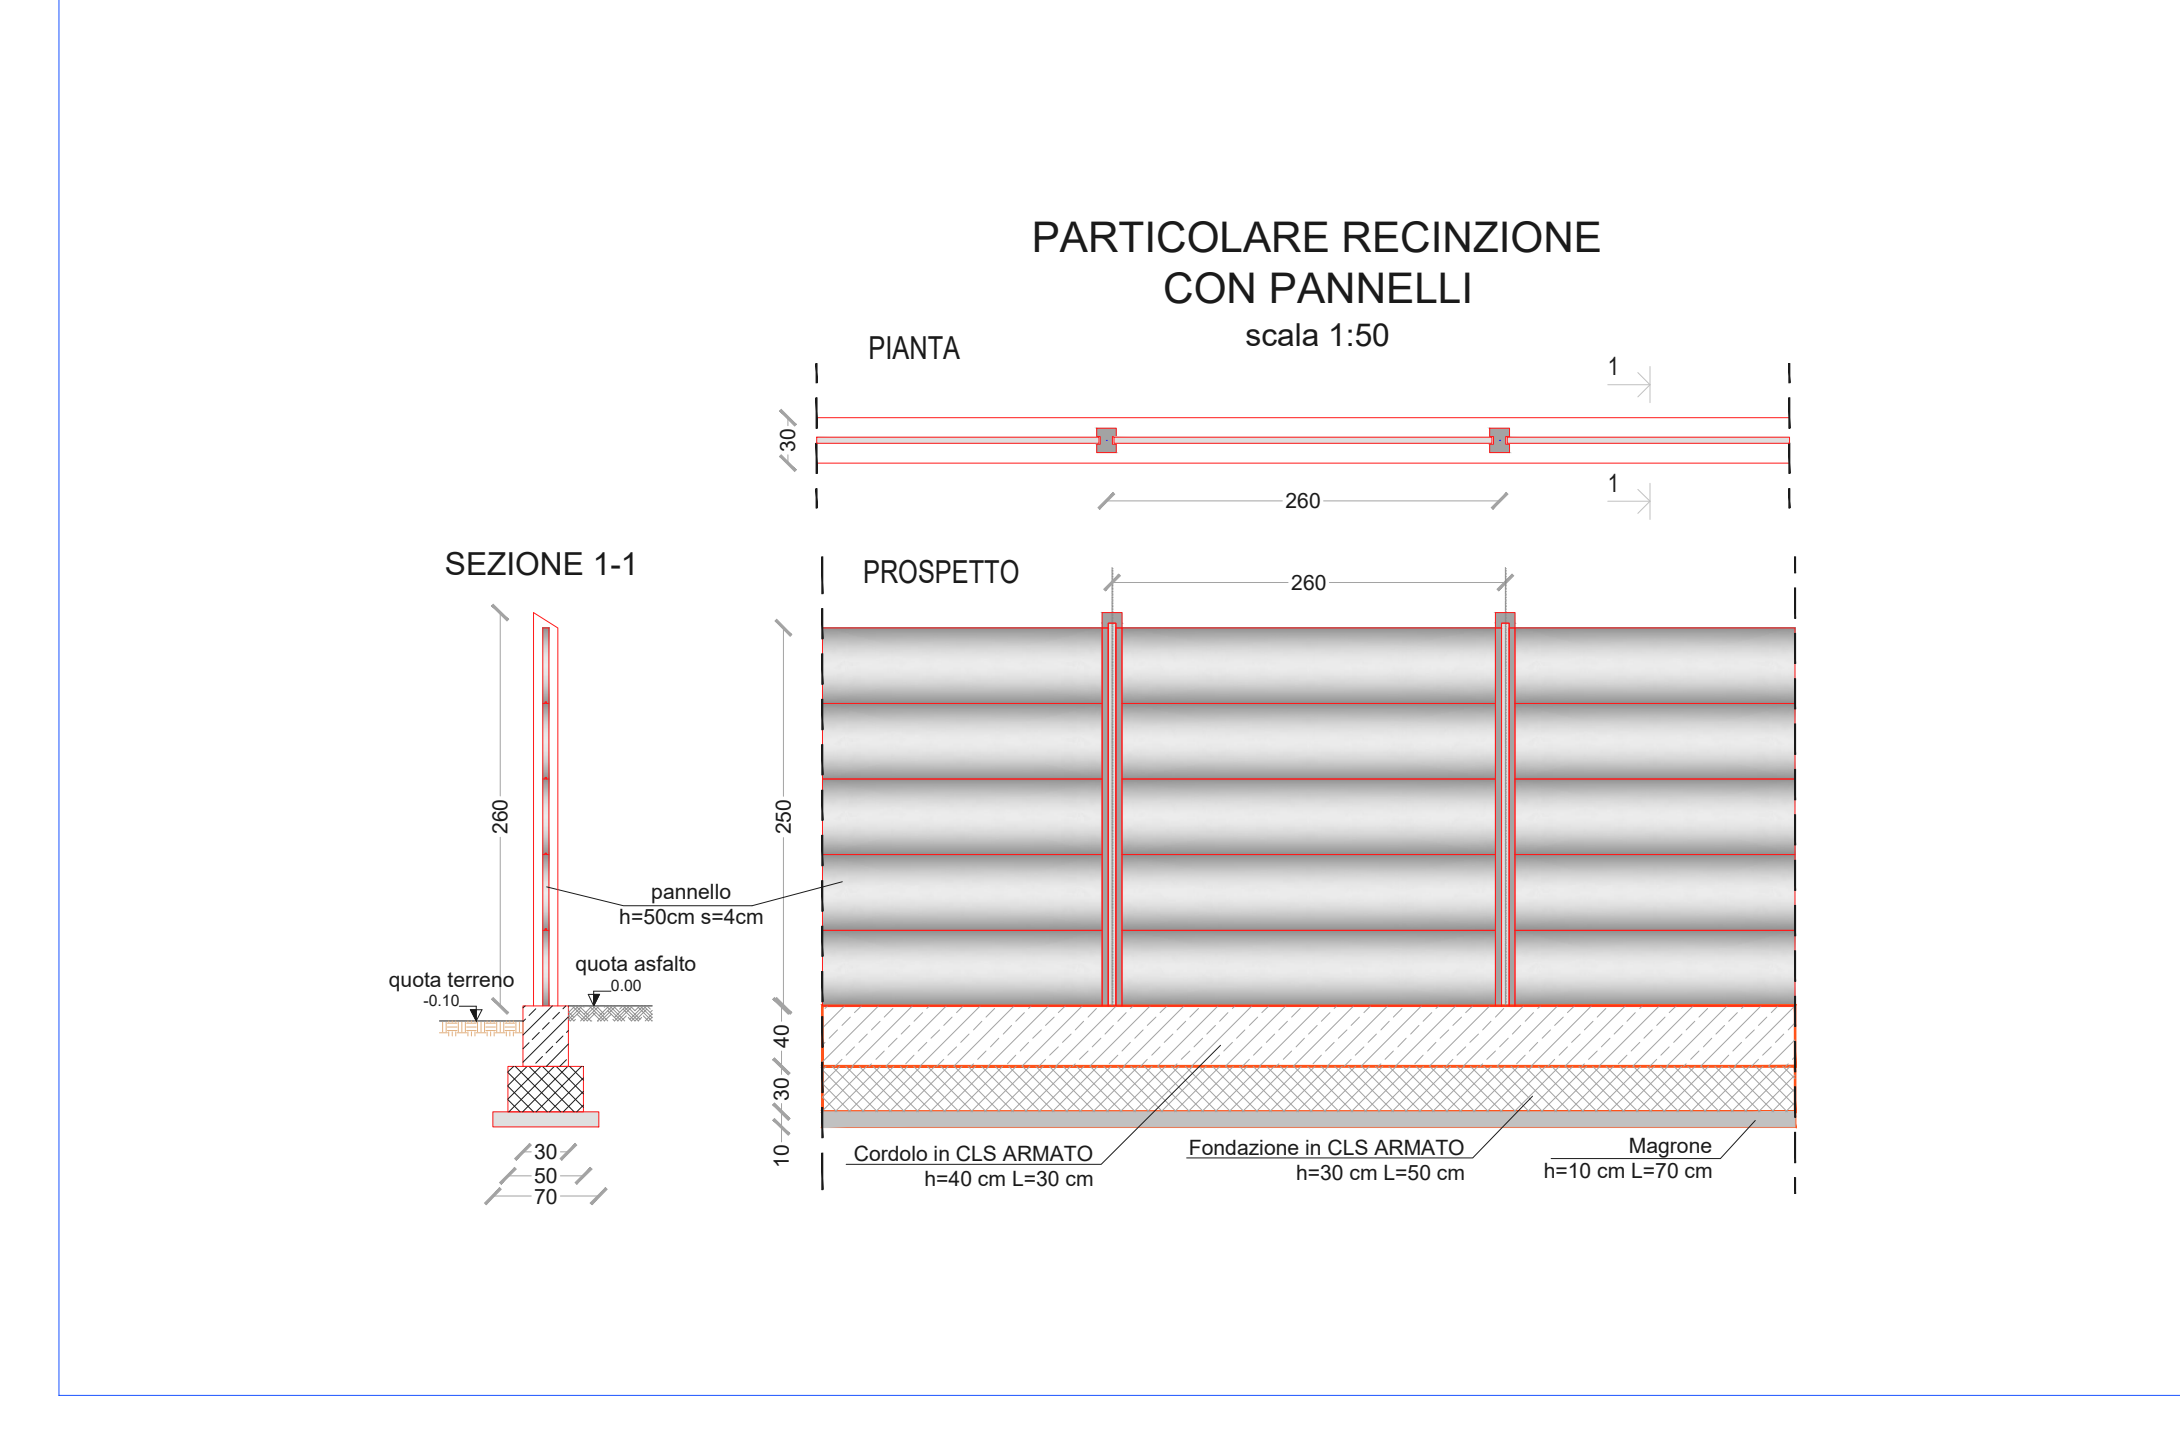 PARTICOLARE RECINZIONE
CON PANNELLI
scala 1:50
PIANTA
1
30
1
260
SEZIONE 1-1
PROSPETTO
260
260
250
pannello
h=50cm s=4cm
quota terreno
-0.10
quota asfalto
0.00
40
30
10
Cordolo in CLS ARMATO
h=40 cm L=30 cm
Fondazione in CLS ARMATO
h=30 cm L=50 cm
Magrone
h=10 cm L=70 cm
30
50
70